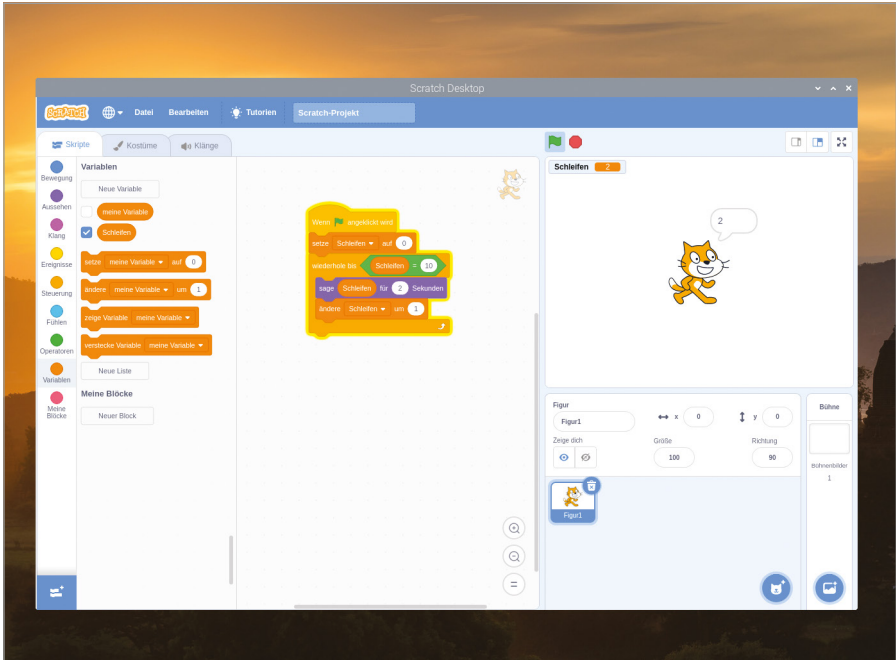 Scratch Desktop
SCRATCH
Datei Bearbeiten Tutorien Scratch-Projekt
Skripte Kostüme Klänge
Bewegung
Aussehen
Klang
Ereignisse
Steuerung
Fühlen
Operatoren
Variablen
Meine
Blöcke
Variablen
Neue Variable
meine Variable
Schleifen
setze meine Variable auf 0
ändere meine Variable um 1
zeige Variable meine Variable
verstecke Variable meine Variable
Neue Liste
Meine Blöcke
Neuer Block
Wenn angeklickt wird
setze Schleifen auf 0
wiederhole bis Schleifen = 10
sage Schleifen für 2 Sekunden
ändere Schleifen um 1
Schleifen 2
2
Figur
Figur1
x 0
y 0
Zeige dich
Größe
100
Richtung
90
Figur1
Bühne
Bühnenbilder
1